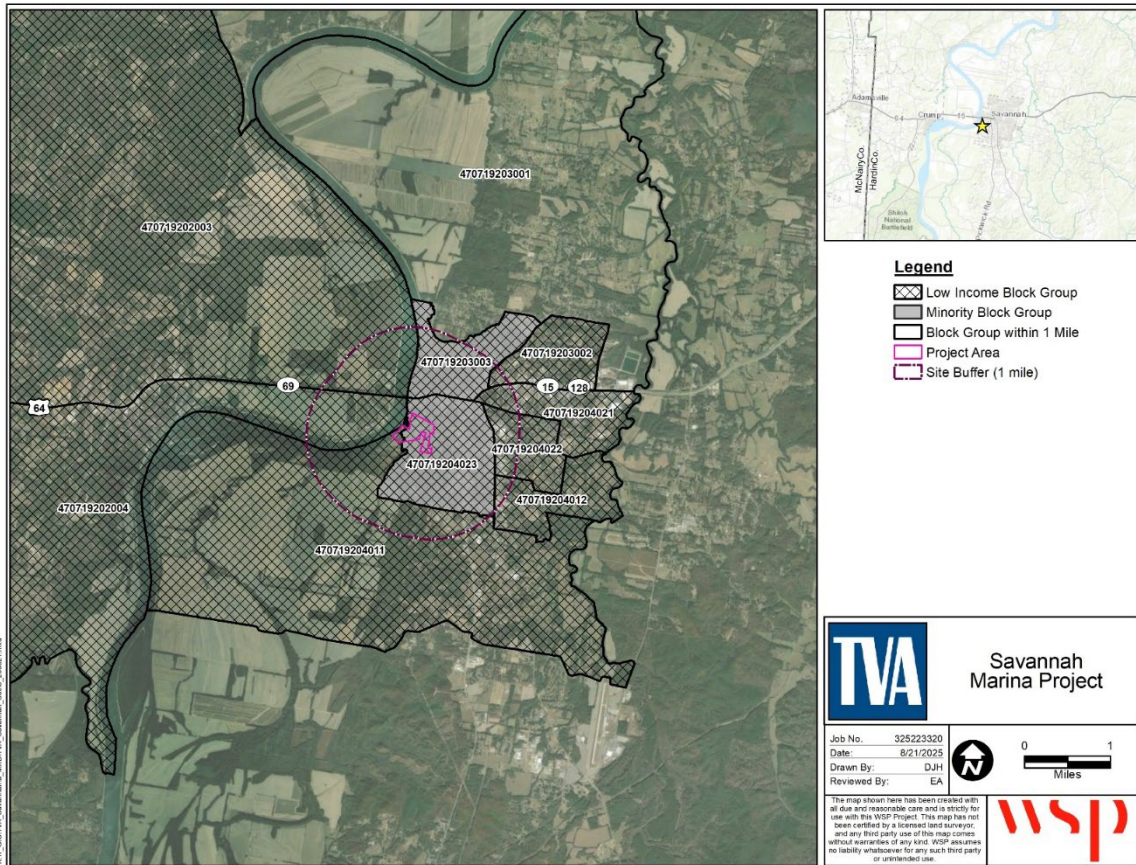 470719203001
470719202003
470719203003
470719203002
69
15
128
64
470719204021
470719204022
470719204023
470719204012
470719202004
470719204011
Adamsville
Crump
64
Savannah
McNairy Co.
Hardin Co.
Shiloh
National
Battlefield
Legend
Low Income Block Group
Minority Block Group
Block Group within 1 Mile
Project Area
Site Buffer (1 mile)
TVA
Savannah
Marina Project
Job No. 325223320
Date: 8/21/2025
Drawn By: DJH
Reviewed By: EA
N
0 1
Miles
The map shown here has been created with
all due and reasonable care and is strictly for
use with this WSP Project. This map has not
been certified by a licensed land surveyor,
and any third party use of this map comes
without warranties of any kind. WSP assumes
no liability whatsoever for any such third party
or unintended use.
wsp